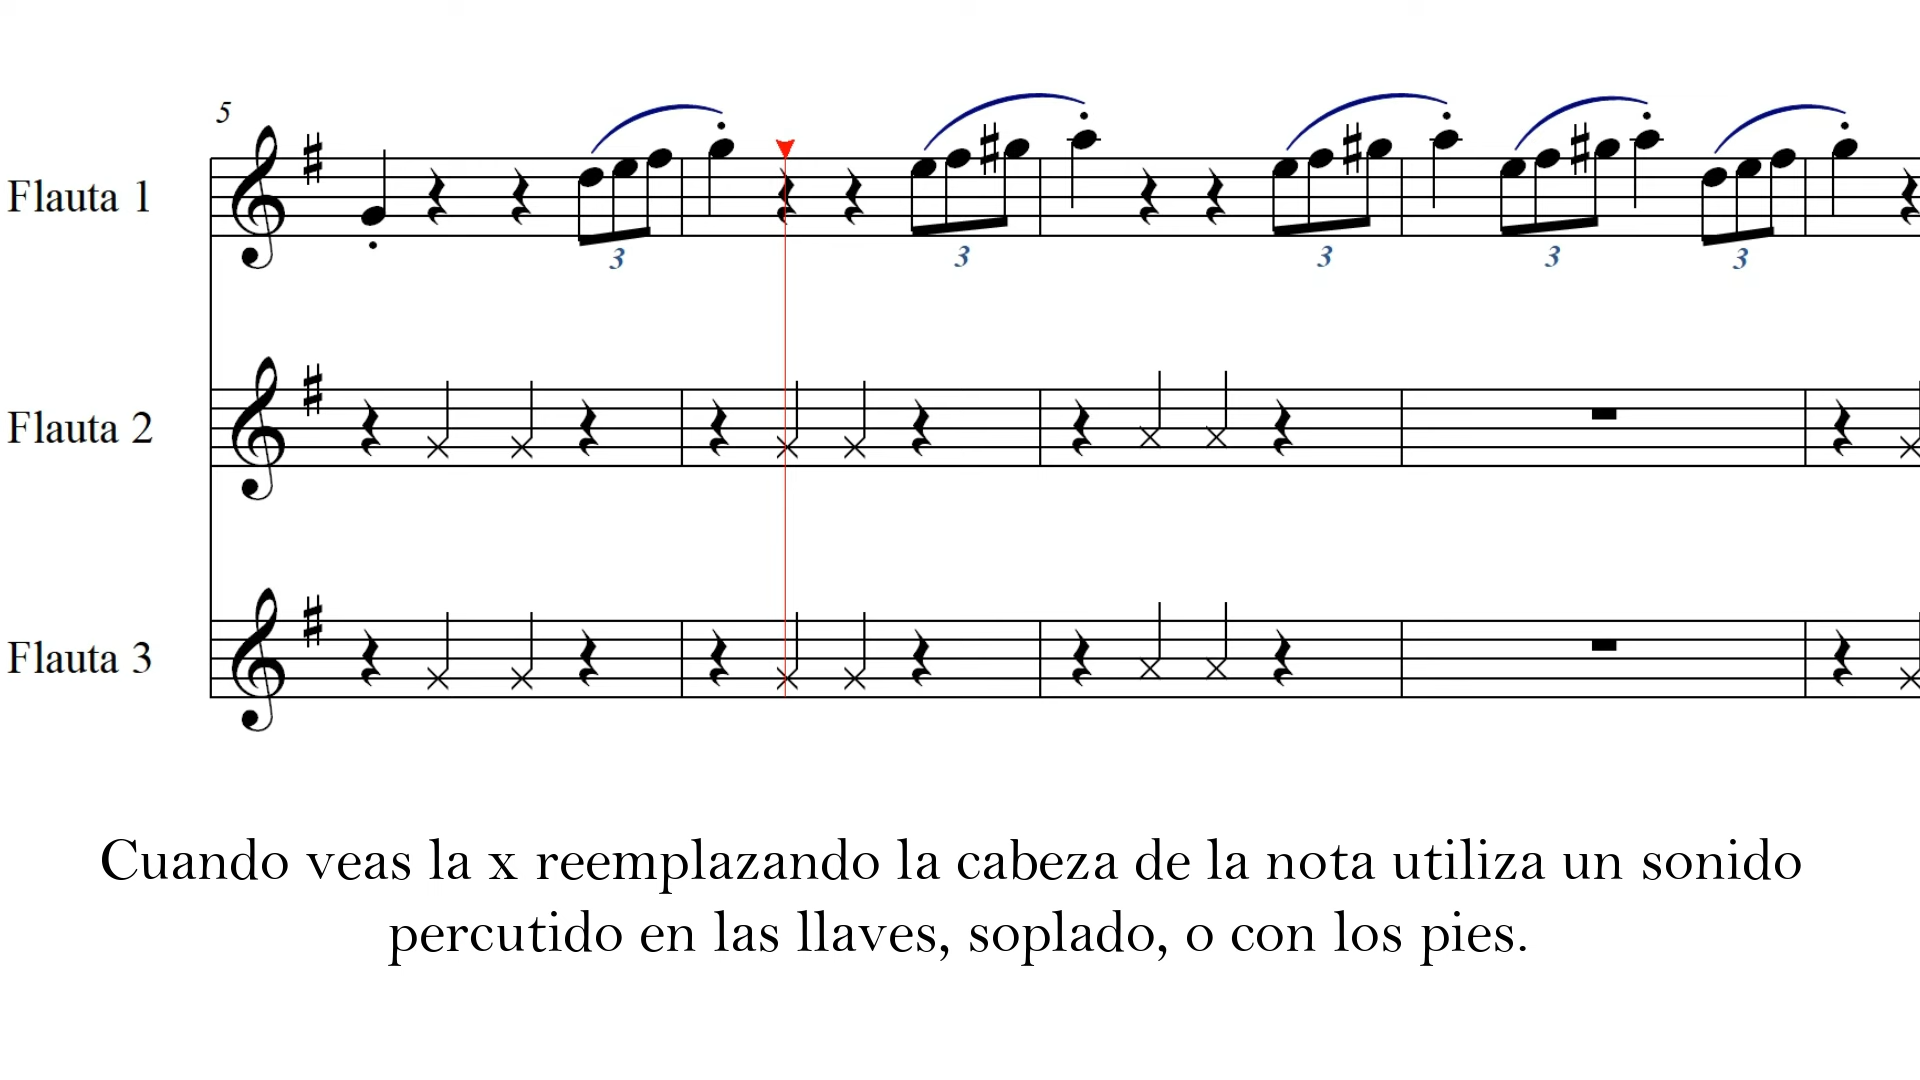 5
Flauta 1
3
3
3
3
3
Flauta 2
Flauta 3
Cuando veas la x reemplazando la cabeza de la nota utiliza un sonido
percutido en las llaves, soplado, o con los pies.